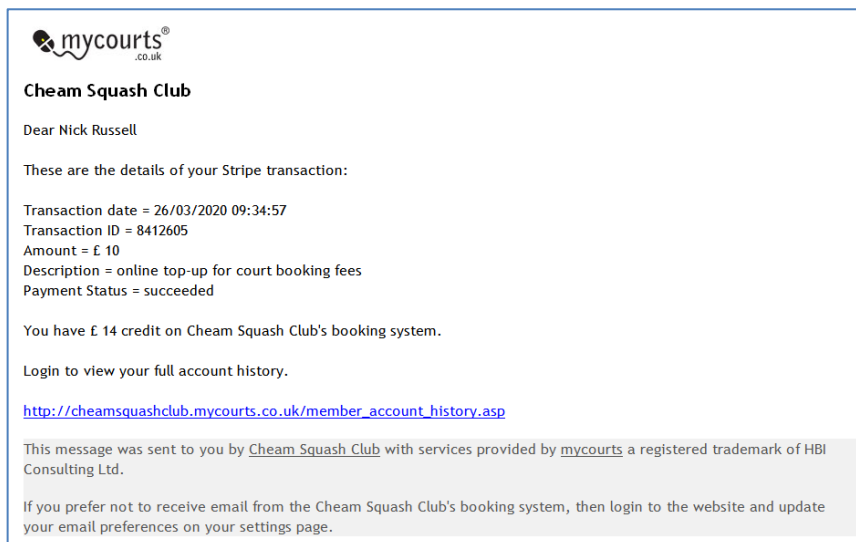 mycourts®
.co.uk
Cheam Squash Club
Dear Nick Russell
These are the details of your Stripe transaction:
Transaction date = 26/03/2020 09:34:57
Transaction ID = 8412605
Amount = £ 10
Description = online top-up for court booking fees
Payment Status = succeeded
You have £ 14 credit on Cheam Squash Club's booking system.
Login to view your full account history.
http://cheamsquashclub.mycourts.co.uk/member_account_history.asp
This message was sent to you by Cheam Squash Club with services provided by mycourts a registered trademark of HBI
Consulting Ltd.
If you prefer not to receive email from the Cheam Squash Club's booking system, then login to the website and update
your email preferences on your settings page.